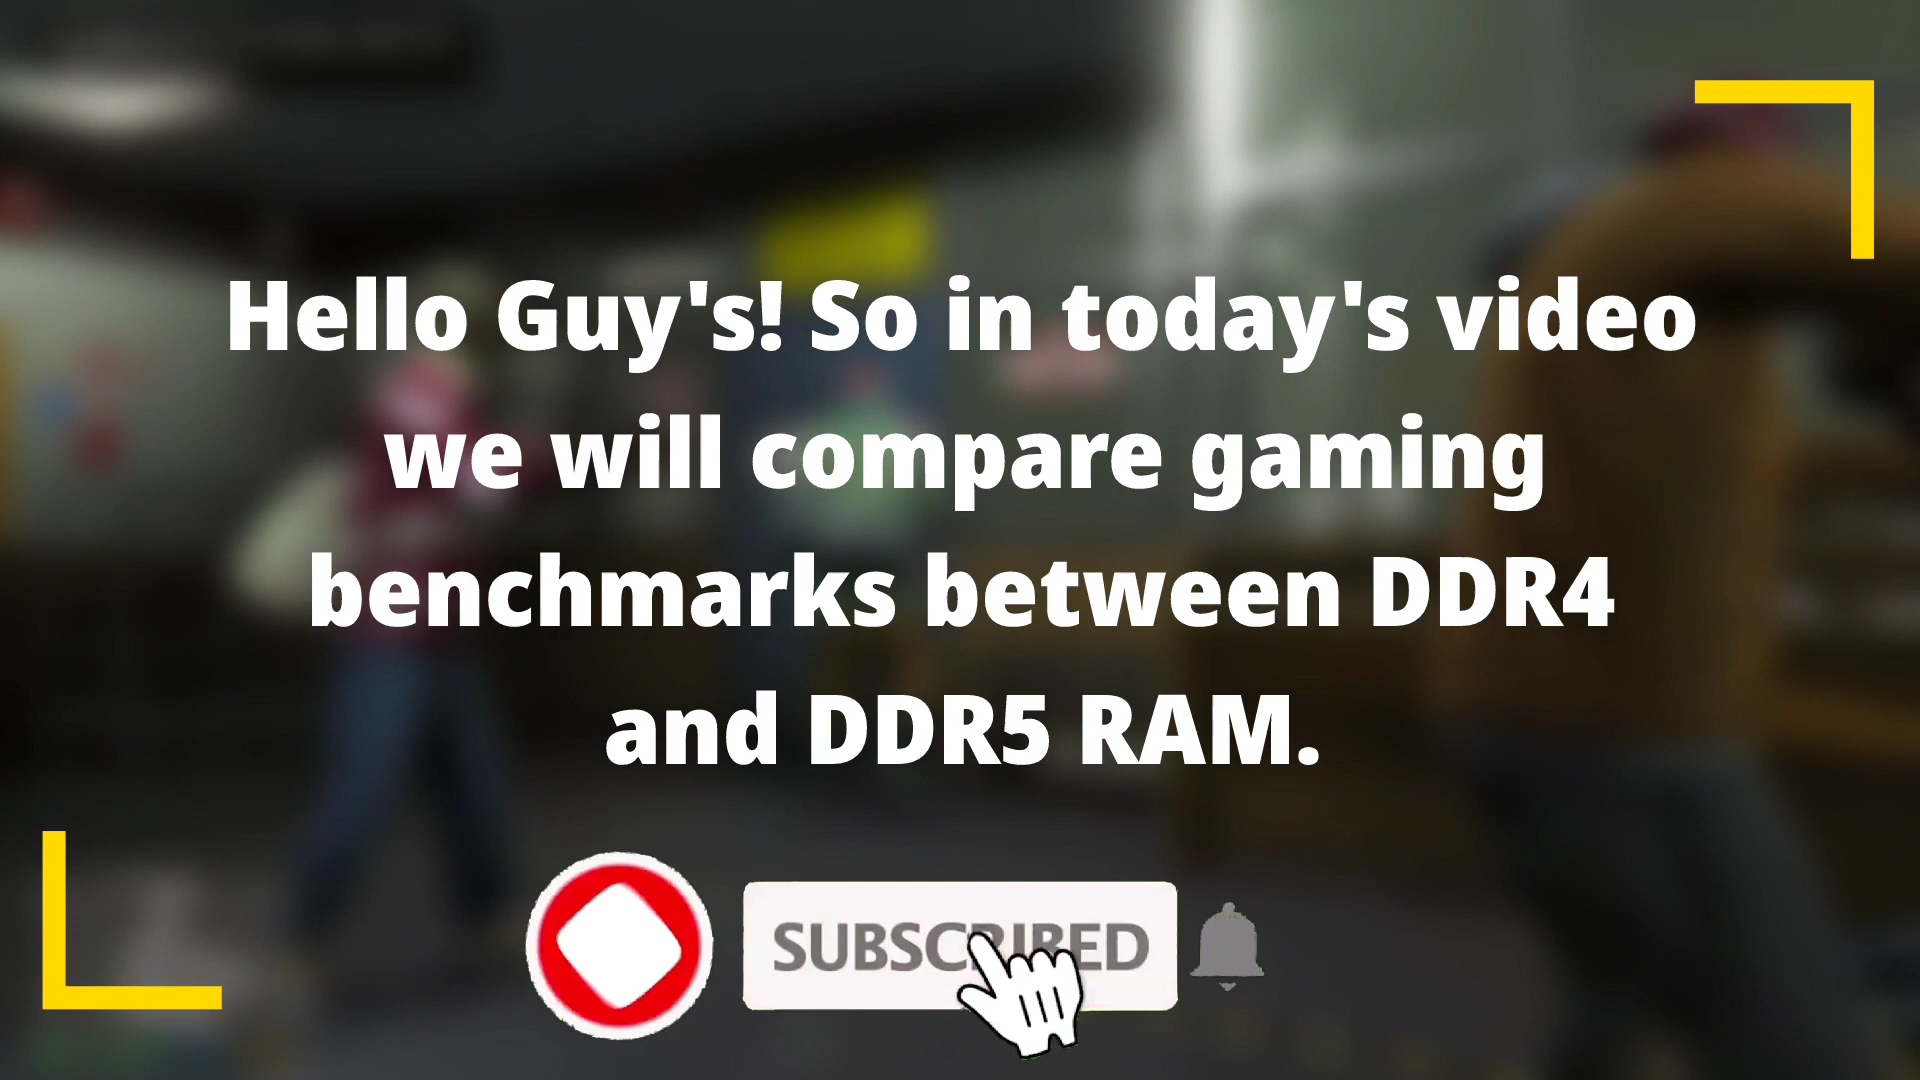 Hello Guy's! So in today's video
we will compare gaming
benchmarks between DDR4
and DDR5 RAM.
SUBSCRIBED